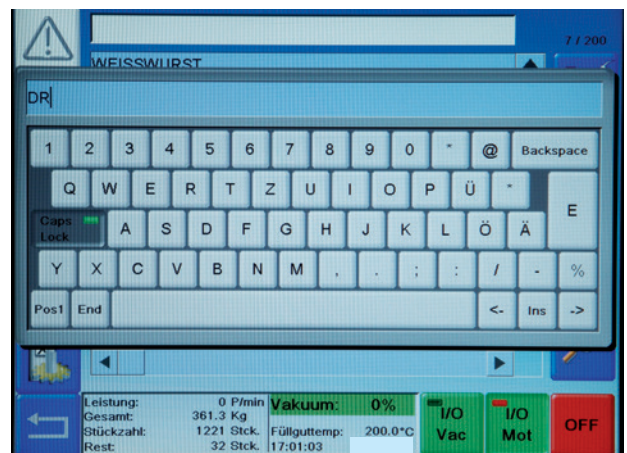 7 / 200
WEISSWURST
DR
1 2 3 4 5 6 7 8 9 0 @ Backspace
Q W E R T Z U I O P Ü
E
Caps Lock A S D F G H J K L Ö Ä
Y X C V B N M , . ; : / - %
Pos1 End <- Ins ->
Leistung: 0 P/min
Gesamt: 361.3 Kg
Stückzahl: 1221 Stck.
Rest: 32 Stck.
Vakuum: 0%
Füllguttemp: 200.0°C
17:01:03
I/O Vac
I/O Mot
OFF